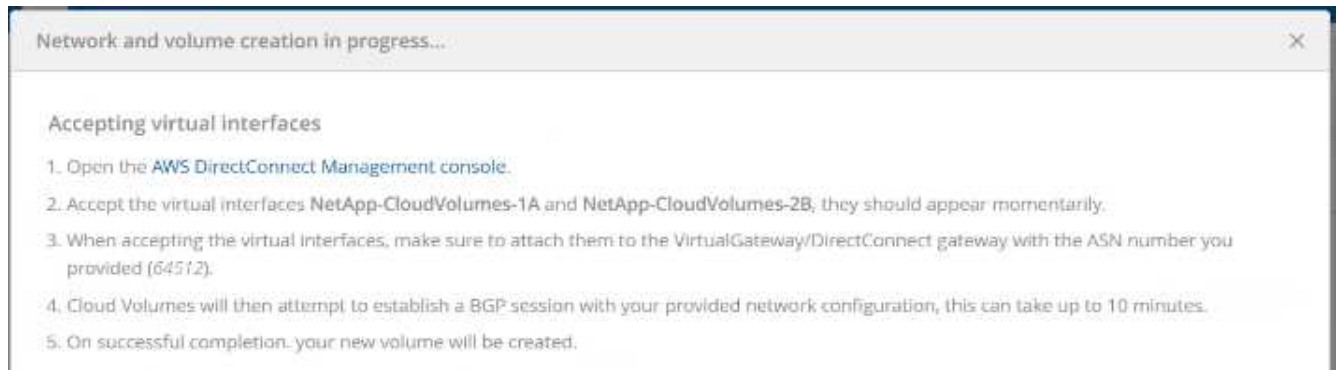 Network and volume creation in progress...
Accepting virtual interfaces
1. Open the AWS DirectConnect Management console.
2. Accept the virtual interfaces NetApp-CloudVolumes-1A and NetApp-CloudVolumes-2B, they should appear momentarily.
3. When accepting the virtual interfaces, make sure to attach them to the VirtualGateway/DirectConnect gateway with the ASN number you
provided (64512).
4. Cloud Volumes will then attempt to establish a BGP session with your provided network configuration, this can take up to 10 minutes.
5. On successful completion. your new volume will be created.